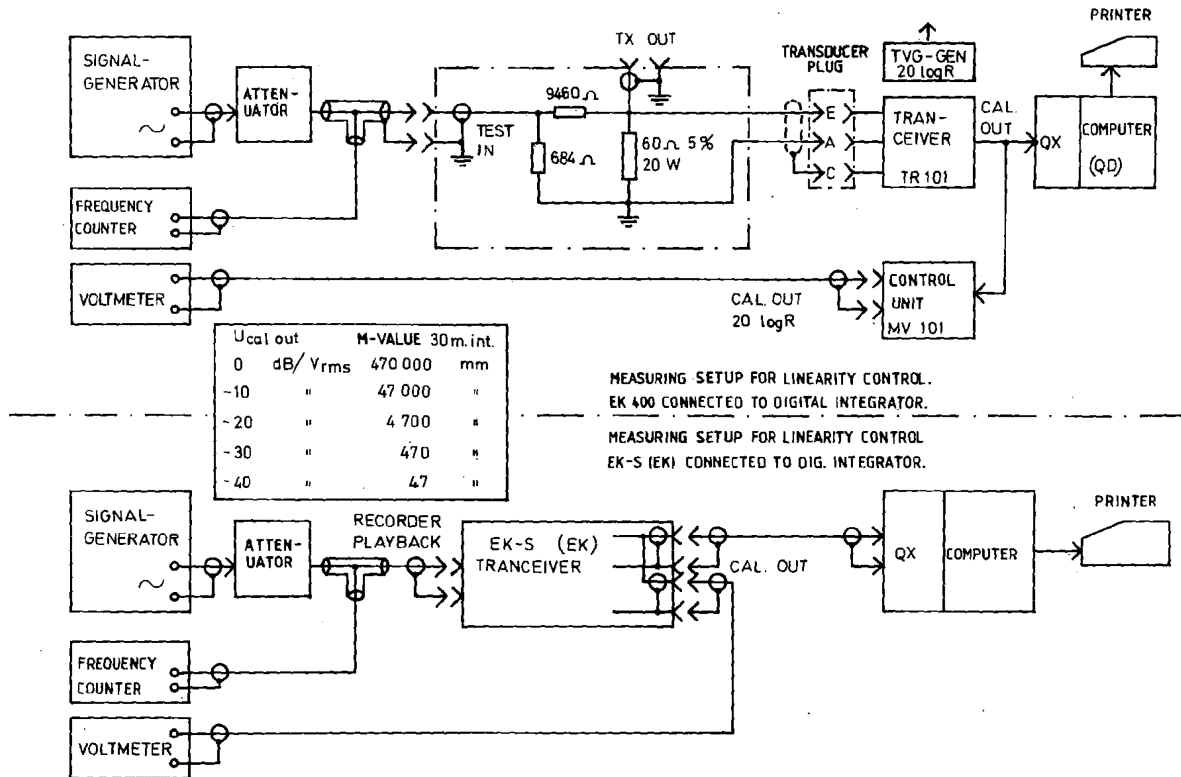 PRINTER
TX OUT
SIGNAL-
GENERATOR
ATTEN-
UATOR
TRANSDUCER
PLUG
TVG-GEN
20 logR
9460 Ω
TEST
IN
684 Ω
60Ω 5%
20 W
E
A
C
TRAN-
CEIVER
TR 101
CAL.
OUT
QX
COMPUTER
(QD)
FREQUENCY
COUNTER
VOLTMETER
CAL. OUT
20 logR
CONTROL
UNIT
MV 101
Ucal out M-VALUE 30 m. int.
0 dB/Vrms 470 000 mm
-10 " 47 000 "
-20 " 4 700 "
-30 " 470 "
-40 " 47 "
MEASURING SETUP FOR LINEARITY CONTROL.
EK 400 CONNECTED TO DIGITAL INTEGRATOR.
MEASURING SETUP FOR LINEARITY CONTROL
EK-S (EK) CONNECTED TO DIG. INTEGRATOR.
SIGNAL-
GENERATOR
ATTEN-
UATOR
RECORDER
PLAYBACK
EK-S (EK)
TRANCEIVER
CAL. OUT
QX
COMPUTER
PRINTER
FREQUENCY
COUNTER
VOLTMETER